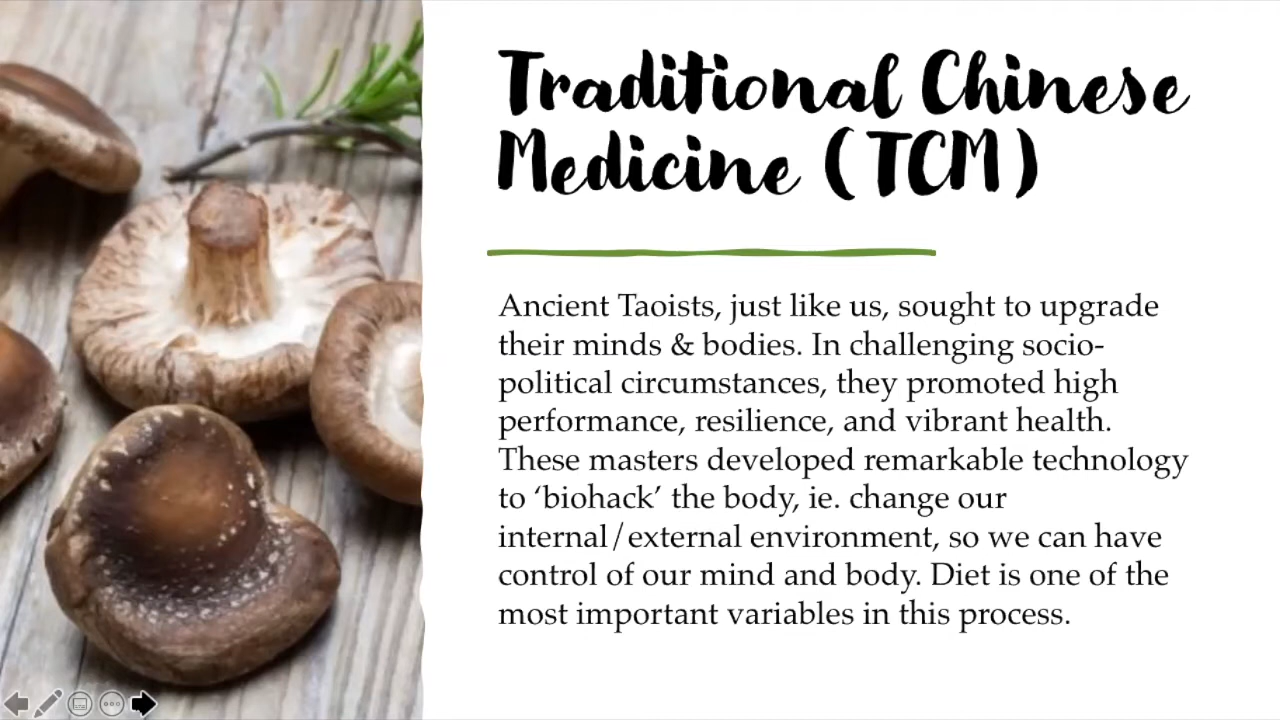 Traditional Chinese
Medicine (TCM)
Ancient Taoists, just like us, sought to upgrade
their minds & bodies. In challenging socio-
political circumstances, they promoted high
performance, resilience, and vibrant health.
These masters developed remarkable technology
to ‘biohack’ the body, ie. change our
internal/external environment, so we can have
control of our mind and body. Diet is one of the
most important variables in this process.